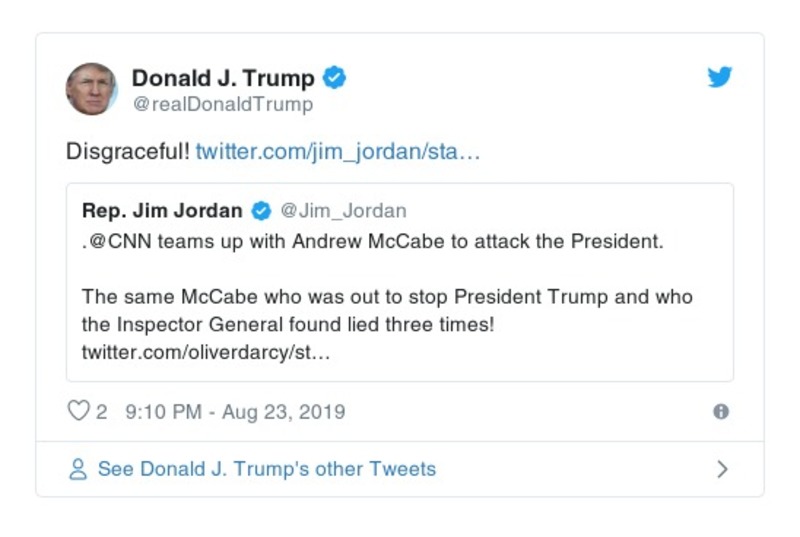 Donald J. Trump
@realDonaldTrump
Disgraceful! twitter.com/jim_jordan/sta…
Rep. Jim Jordan @Jim_Jordan
.@CNN teams up with Andrew McCabe to attack the President.
The same McCabe who was out to stop President Trump and who
the Inspector General found lied three times!
twitter.com/oliverdarcy/st…
2 9:10 PM - Aug 23, 2019
See Donald J. Trump's other Tweets